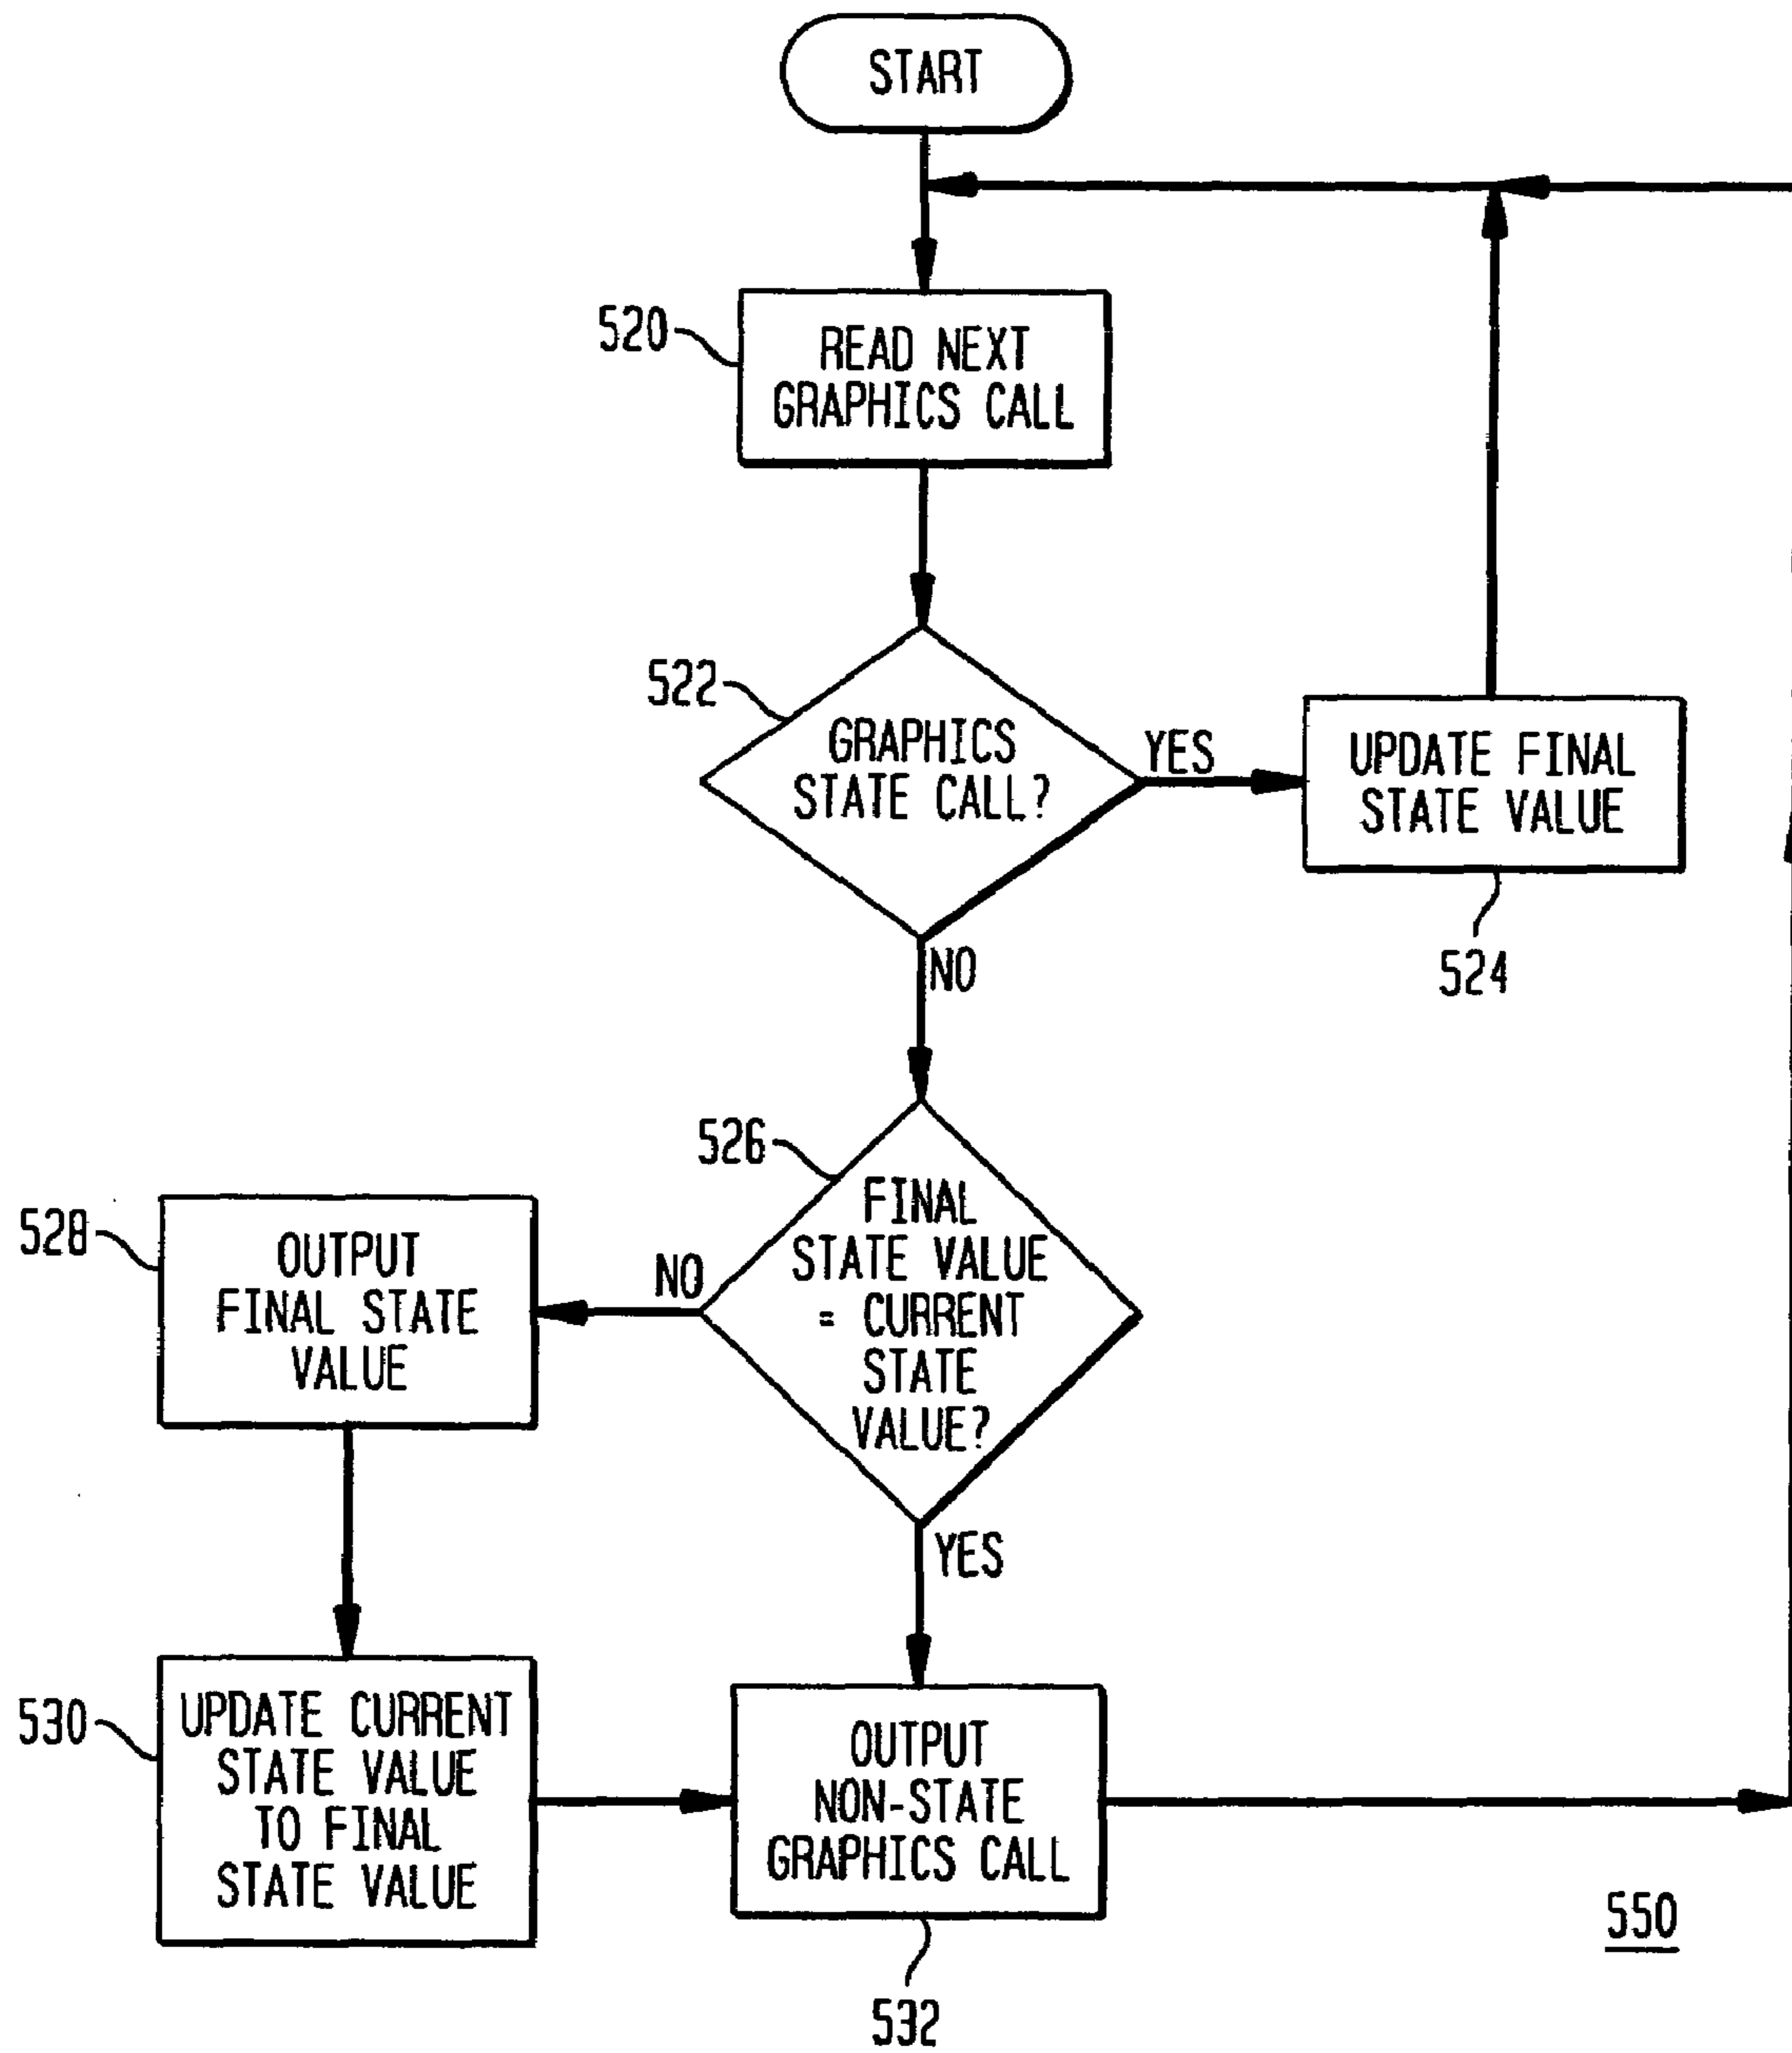 START
520
READ NEXT
GRAPHICS CALL
522
GRAPHICS
STATE CALL?
YES
UPDATE FINAL
STATE VALUE
524
NO
526
FINAL
STATE VALUE
= CURRENT
STATE
VALUE?
NO
528
OUTPUT
FINAL STATE
VALUE
YES
530
UPDATE CURRENT
STATE VALUE
TO FINAL
STATE VALUE
OUTPUT
NON-STATE
GRAPHICS CALL
532
550